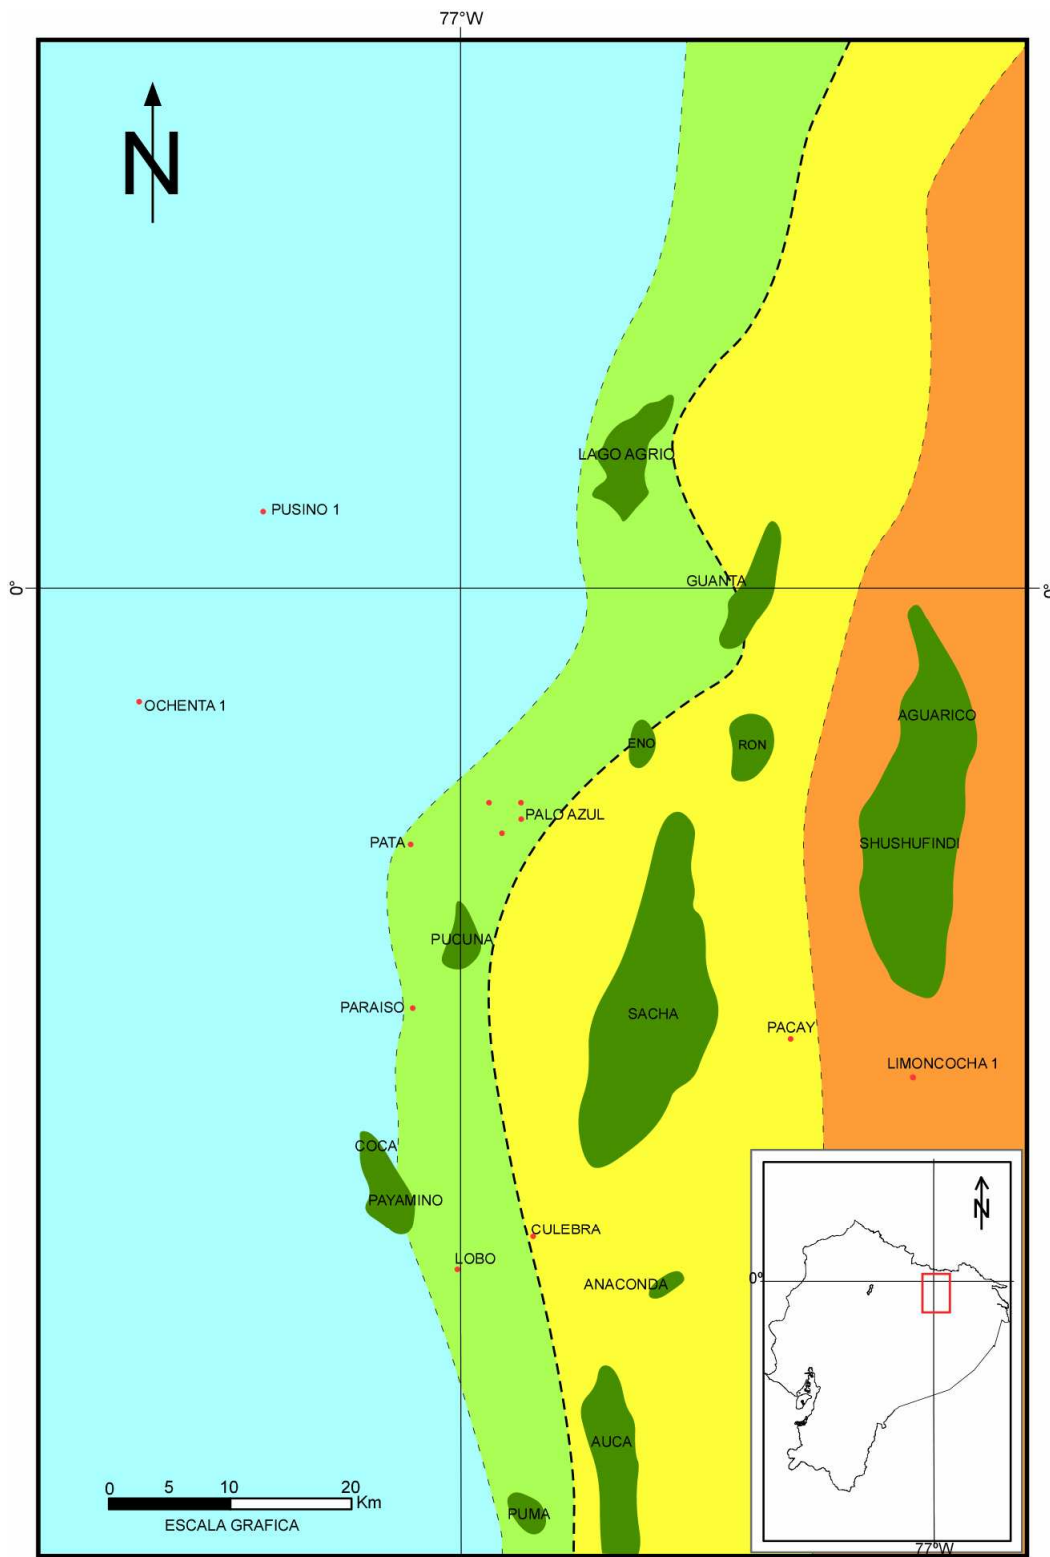 77°W
N
LAGO AGRIO
PUSINO 1
GUANTA
0°
0°
OCHENTA 1
AGUARICO
ENO
RON
PALO AZUL
PATA
SHUSHUFINDI
PUCUNA
PARAISO
SACHA
PACAY
LIMONCOCHA 1
COCA
PAYAMINO
CULEBRA
LOBO
ANACONDA
N
0°
AUCA
0 5 10 20 Km
ESCALA GRAFICA
PUMA
77°W